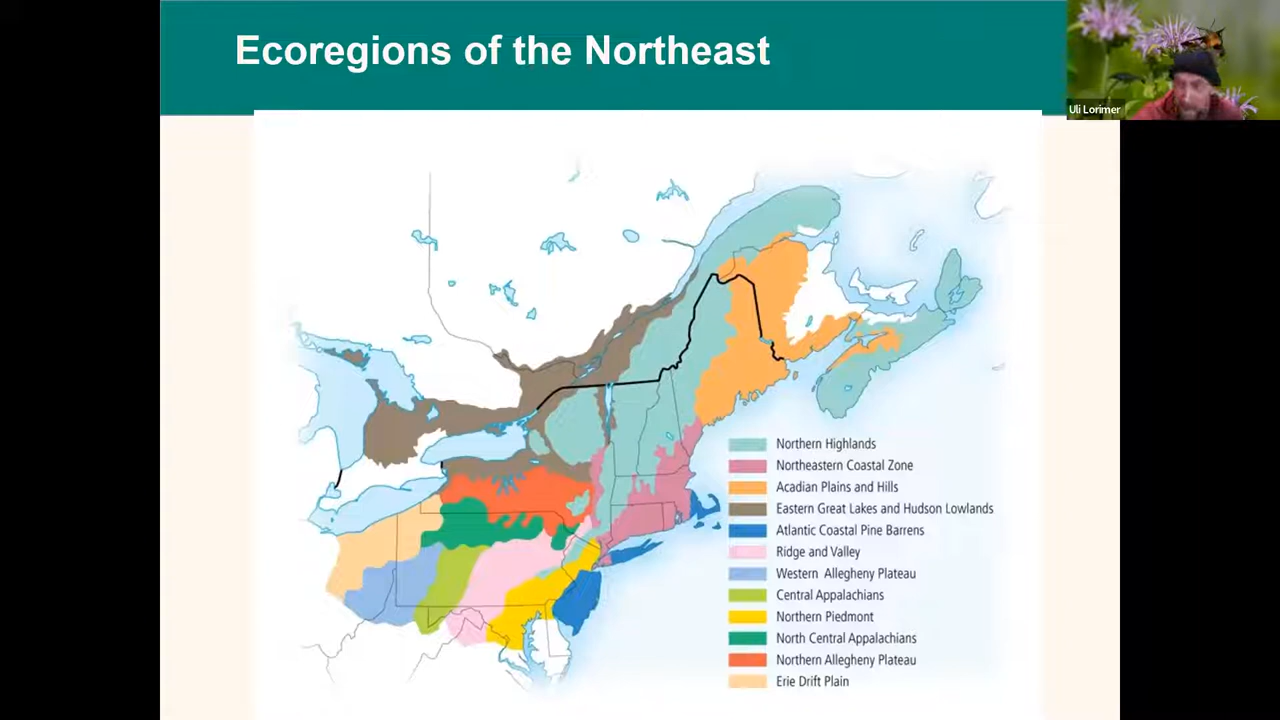 Ecoregions of the Northeast
Uli Lorimer
Northern Highlands
Northeastern Coastal Zone
Acadian Plains and Hills
Eastern Great Lakes and Hudson Lowlands
Atlantic Coastal Pine Barrens
Ridge and Valley
Western Allegheny Plateau
Central Appalachians
Northern Piedmont
North Central Appalachians
Northern Allegheny Plateau
Erie Drift Plain